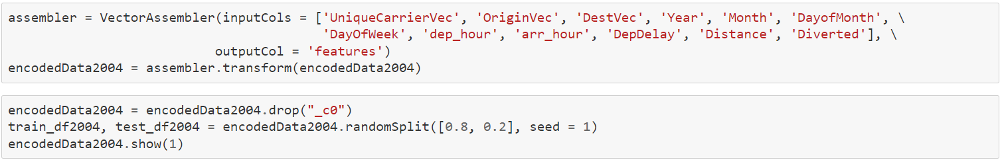 assembler = VectorAssembler(inputCols = ['UniqueCarrierVec', 'OriginVec', 'DestVec', 'Year', 'Month', 'DayofMonth', \
                                         'DayOfWeek', 'dep_hour', 'arr_hour', 'DepDelay', 'Distance', 'Diverted'], \
                           outputCol = 'features')
encodedData2004 = assembler.transform(encodedData2004)
encodedData2004 = encodedData2004.drop("_c0")
train_df2004, test_df2004 = encodedData2004.randomSplit([0.8, 0.2], seed = 1)
encodedData2004.show(1)